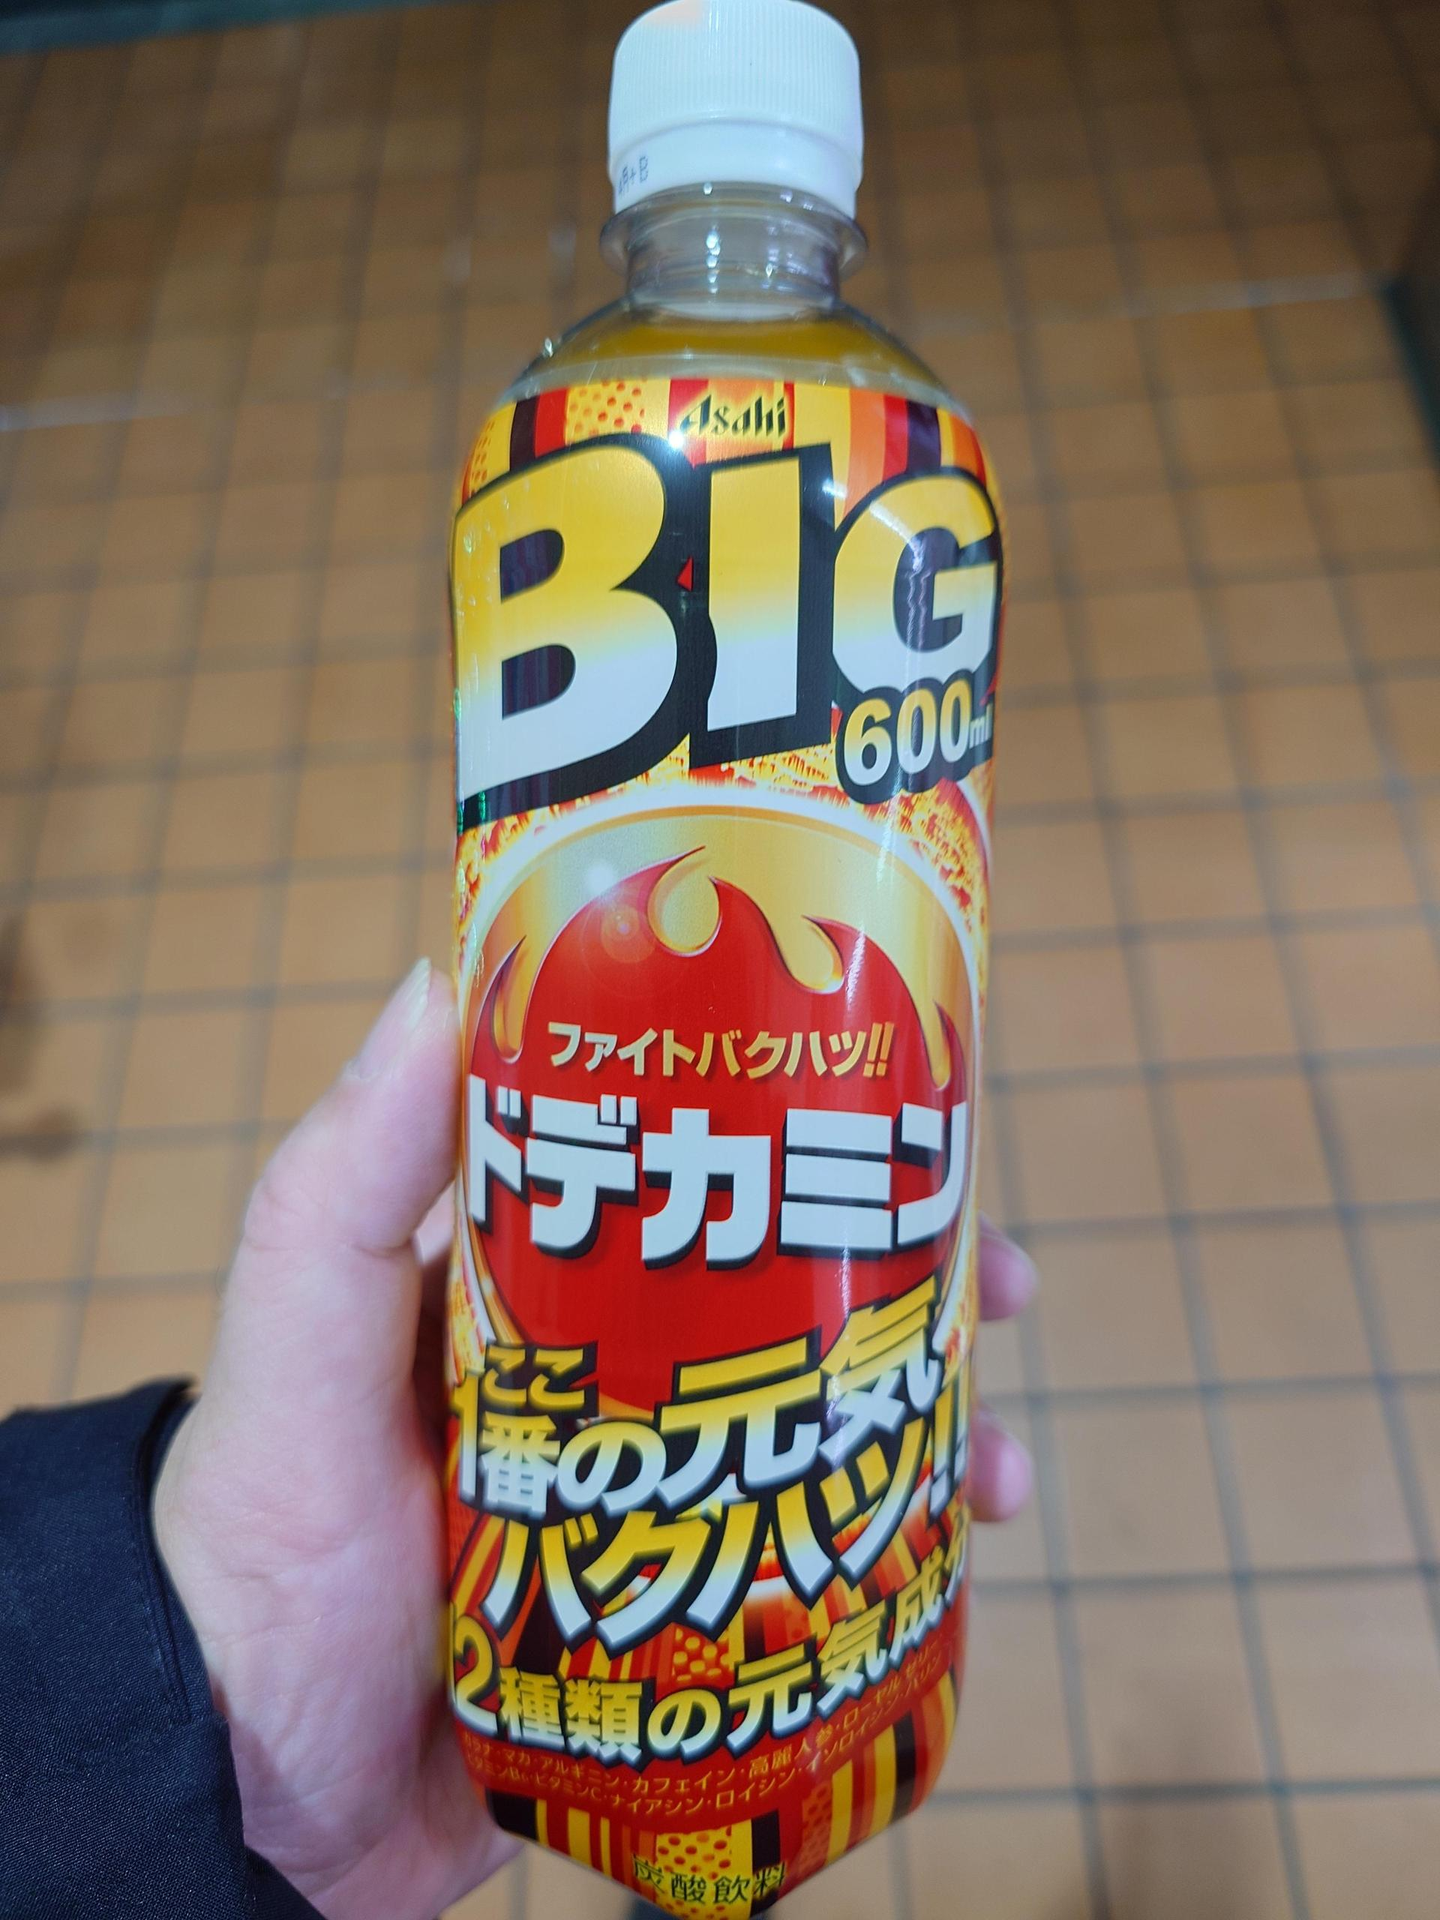 A+B
Asahi
BIG
600ml
ファイトバクハツ!!
ドデカミン
ここ
1番の元気
バクハツ!!
12種類の元気成分
ガラナ・マカ・アルギニン・カフェイン・高麗人参・ローヤルゼリー
ビタミンB6・ビタミンC・ナイアシン・ロイシン・イソロイシン・バリン
炭酸飲料